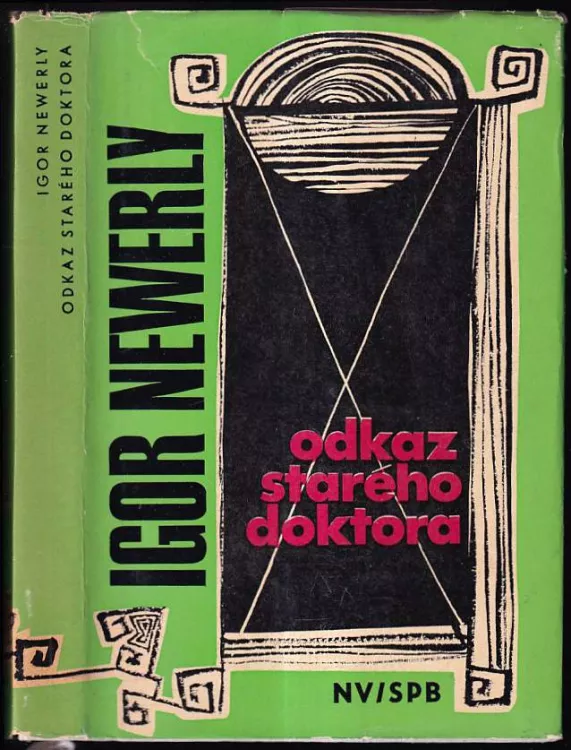 IGOR NEWERLY
ODKAZ STARÉHO DOKTORA
IGOR NEWERLY
odkaz
starého
doktora
NV/SPB